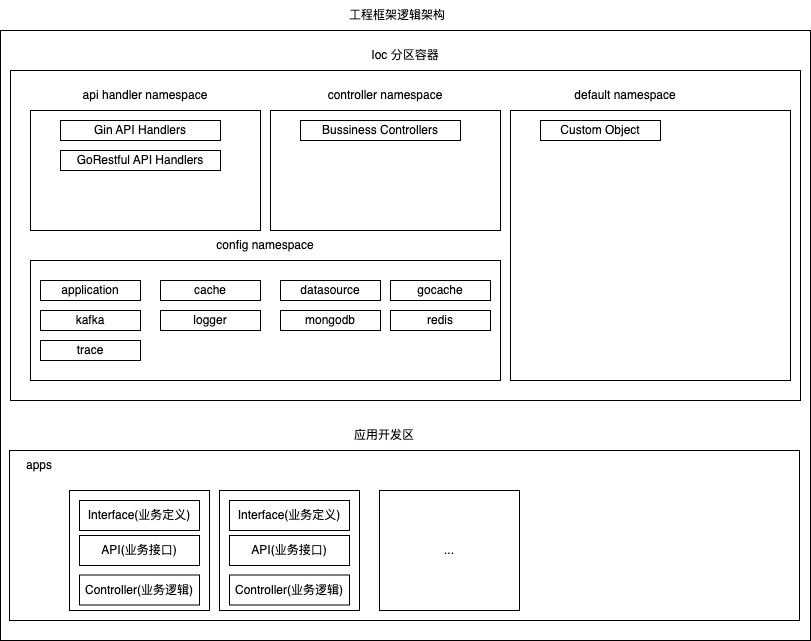 工程框架逻辑架构
Ioc 分区容器
api handler namespace
controller namespace
default namespace
Gin API Handlers
Bussiness Controllers
Custom Object
GoRestful API Handlers
config namespace
application
cache
datasource
gocache
kafka
logger
mongodb
redis
trace
应用开发区
apps
Interface(业务定义)
API(业务接口)
Controller(业务逻辑)
Interface(业务定义)
API(业务接口)
Controller(业务逻辑)
...